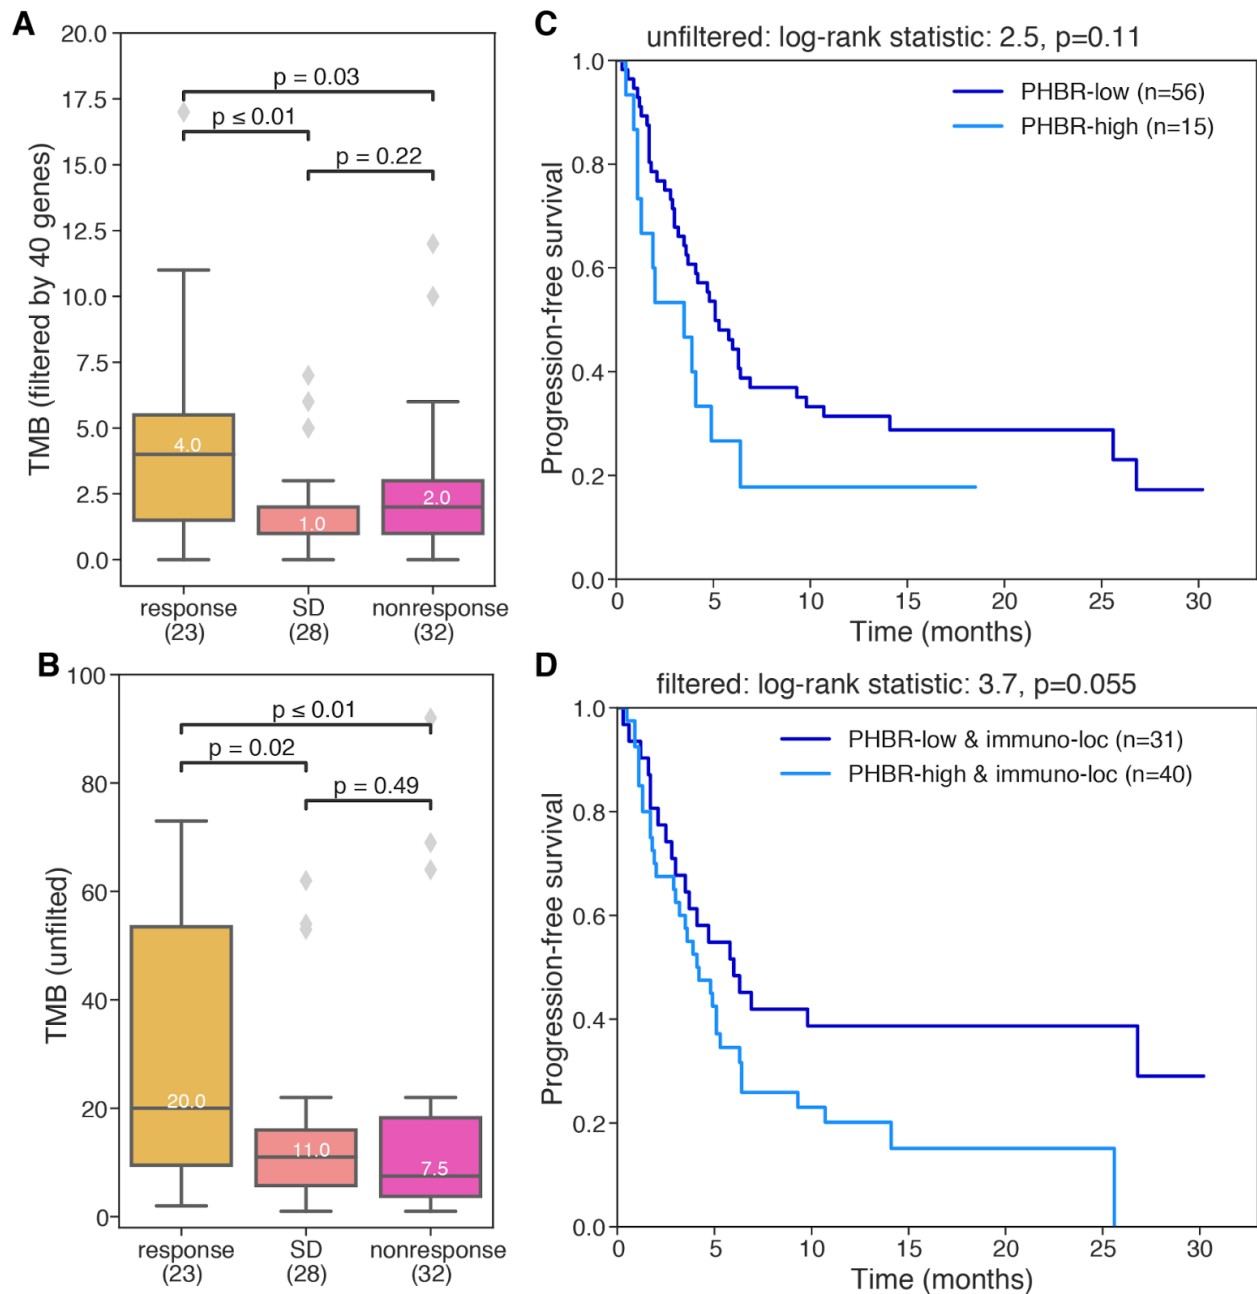 A
TMB (filtered by 40 genes)
20.0
17.5
15.0
12.5
10.0
7.5
5.0
2.5
0.0
p = 0.03
p ≤ 0.01
p = 0.22
4.0
1.0
2.0
response
(23)
SD
(28)
nonresponse
(32)
C
unfiltered: log-rank statistic: 2.5, p=0.11
PHBR-low (n=56)
PHBR-high (n=15)
Progression-free survival
1.0
0.8
0.6
0.4
0.2
0.0
0 5 10 15 20 25 30
Time (months)
B
TMB (unfilted)
100
80
60
40
20
0
p ≤ 0.01
p = 0.02
p = 0.49
20.0
11.0
7.5
response
(23)
SD
(28)
nonresponse
(32)
D
filtered: log-rank statistic: 3.7, p=0.055
PHBR-low & immuno-loc (n=31)
PHBR-high & immuno-loc (n=40)
Progression-free survival
1.0
0.8
0.6
0.4
0.2
0.0
0 5 10 15 20 25 30
Time (months)